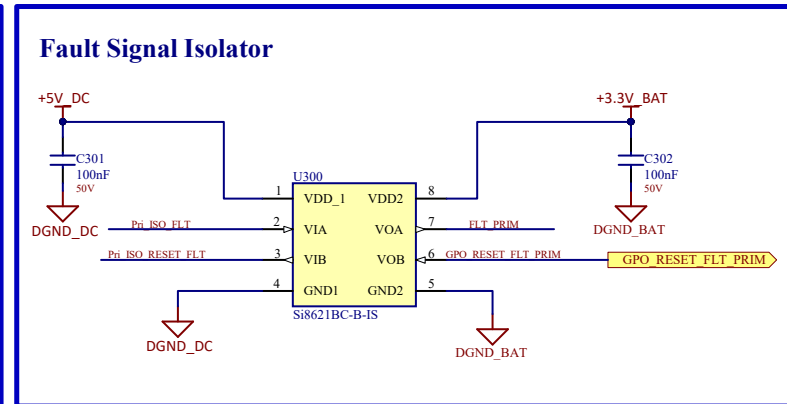 Fault Signal Isolator
+5V_DC
+3.3V_BAT
C301
100nF
50V
C302
100nF
50V
DGND_DC
DGND_BAT
U300
1 VDD_1 VDD2 8
Pri_ISO_FLT 2 VIA VOA 7 FLT_PRIM
Pri_ISO_RESET_FLT 3 VIB VOB 6 GPO_RESET_FLT_PRIM GPO_RESET_FLT_PRIM
4 GND1 GND2 5
Si8621BC-B-IS
DGND_DC
DGND_BAT